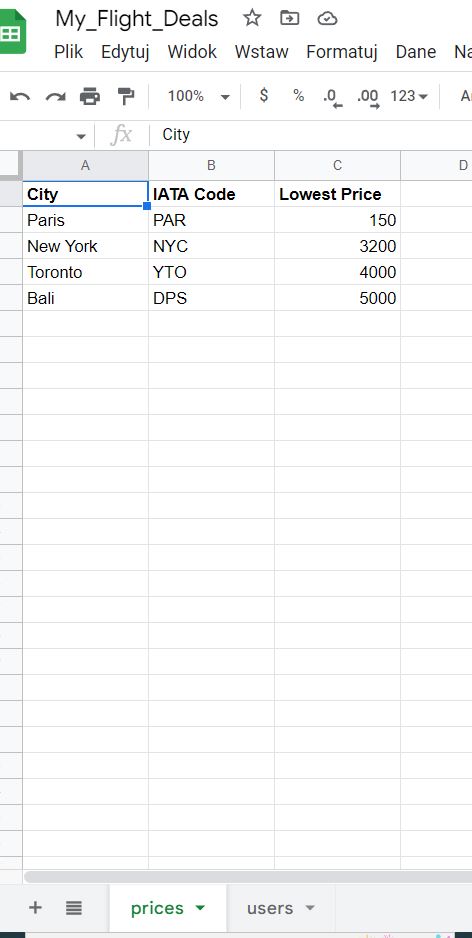 My_Flight_Deals
Plik Edytuj Widok Wstaw Formatuj Dane Na
100% $ % .0 .00 123 A
fx City
A B C D
City IATA Code Lowest Price
Paris PAR 150
New York NYC 3200
Toronto YTO 4000
Bali DPS 5000
+ prices users